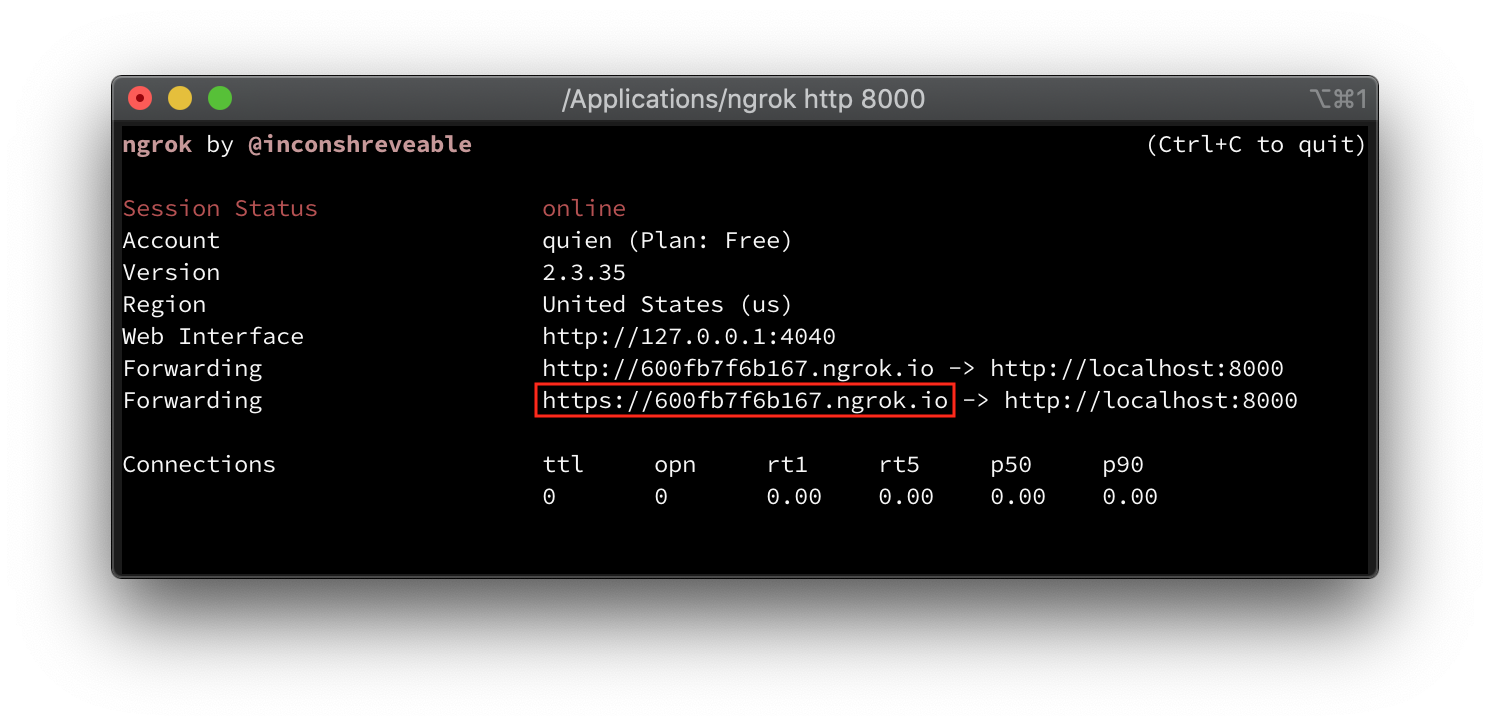 /Applications/ngrok http 8000 ⌥⌘1
ngrok by @inconshreveable (Ctrl+C to quit)
Session Status online
Account quien (Plan: Free)
Version 2.3.35
Region United States (us)
Web Interface http://127.0.0.1:4040
Forwarding http://600fb7f6b167.ngrok.io -> http://localhost:8000
Forwarding https://600fb7f6b167.ngrok.io -> http://localhost:8000
Connections ttl opn rt1 rt5 p50 p90
0 0 0.00 0.00 0.00 0.00